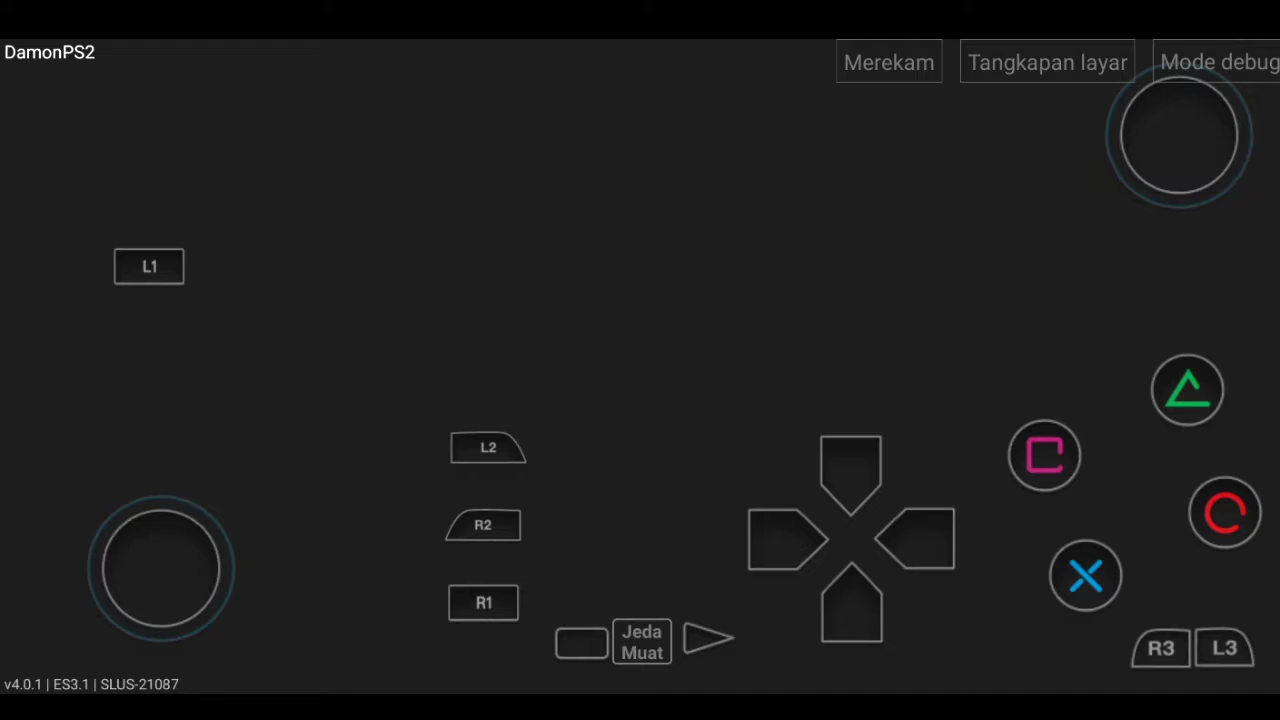 DamonPS2
Merekam
Tangkapan layar
Mode debug
L1
L2
R2
R1
Jeda
Muat
R3
L3
v4.0.1 | ES3.1 | SLUS-21087